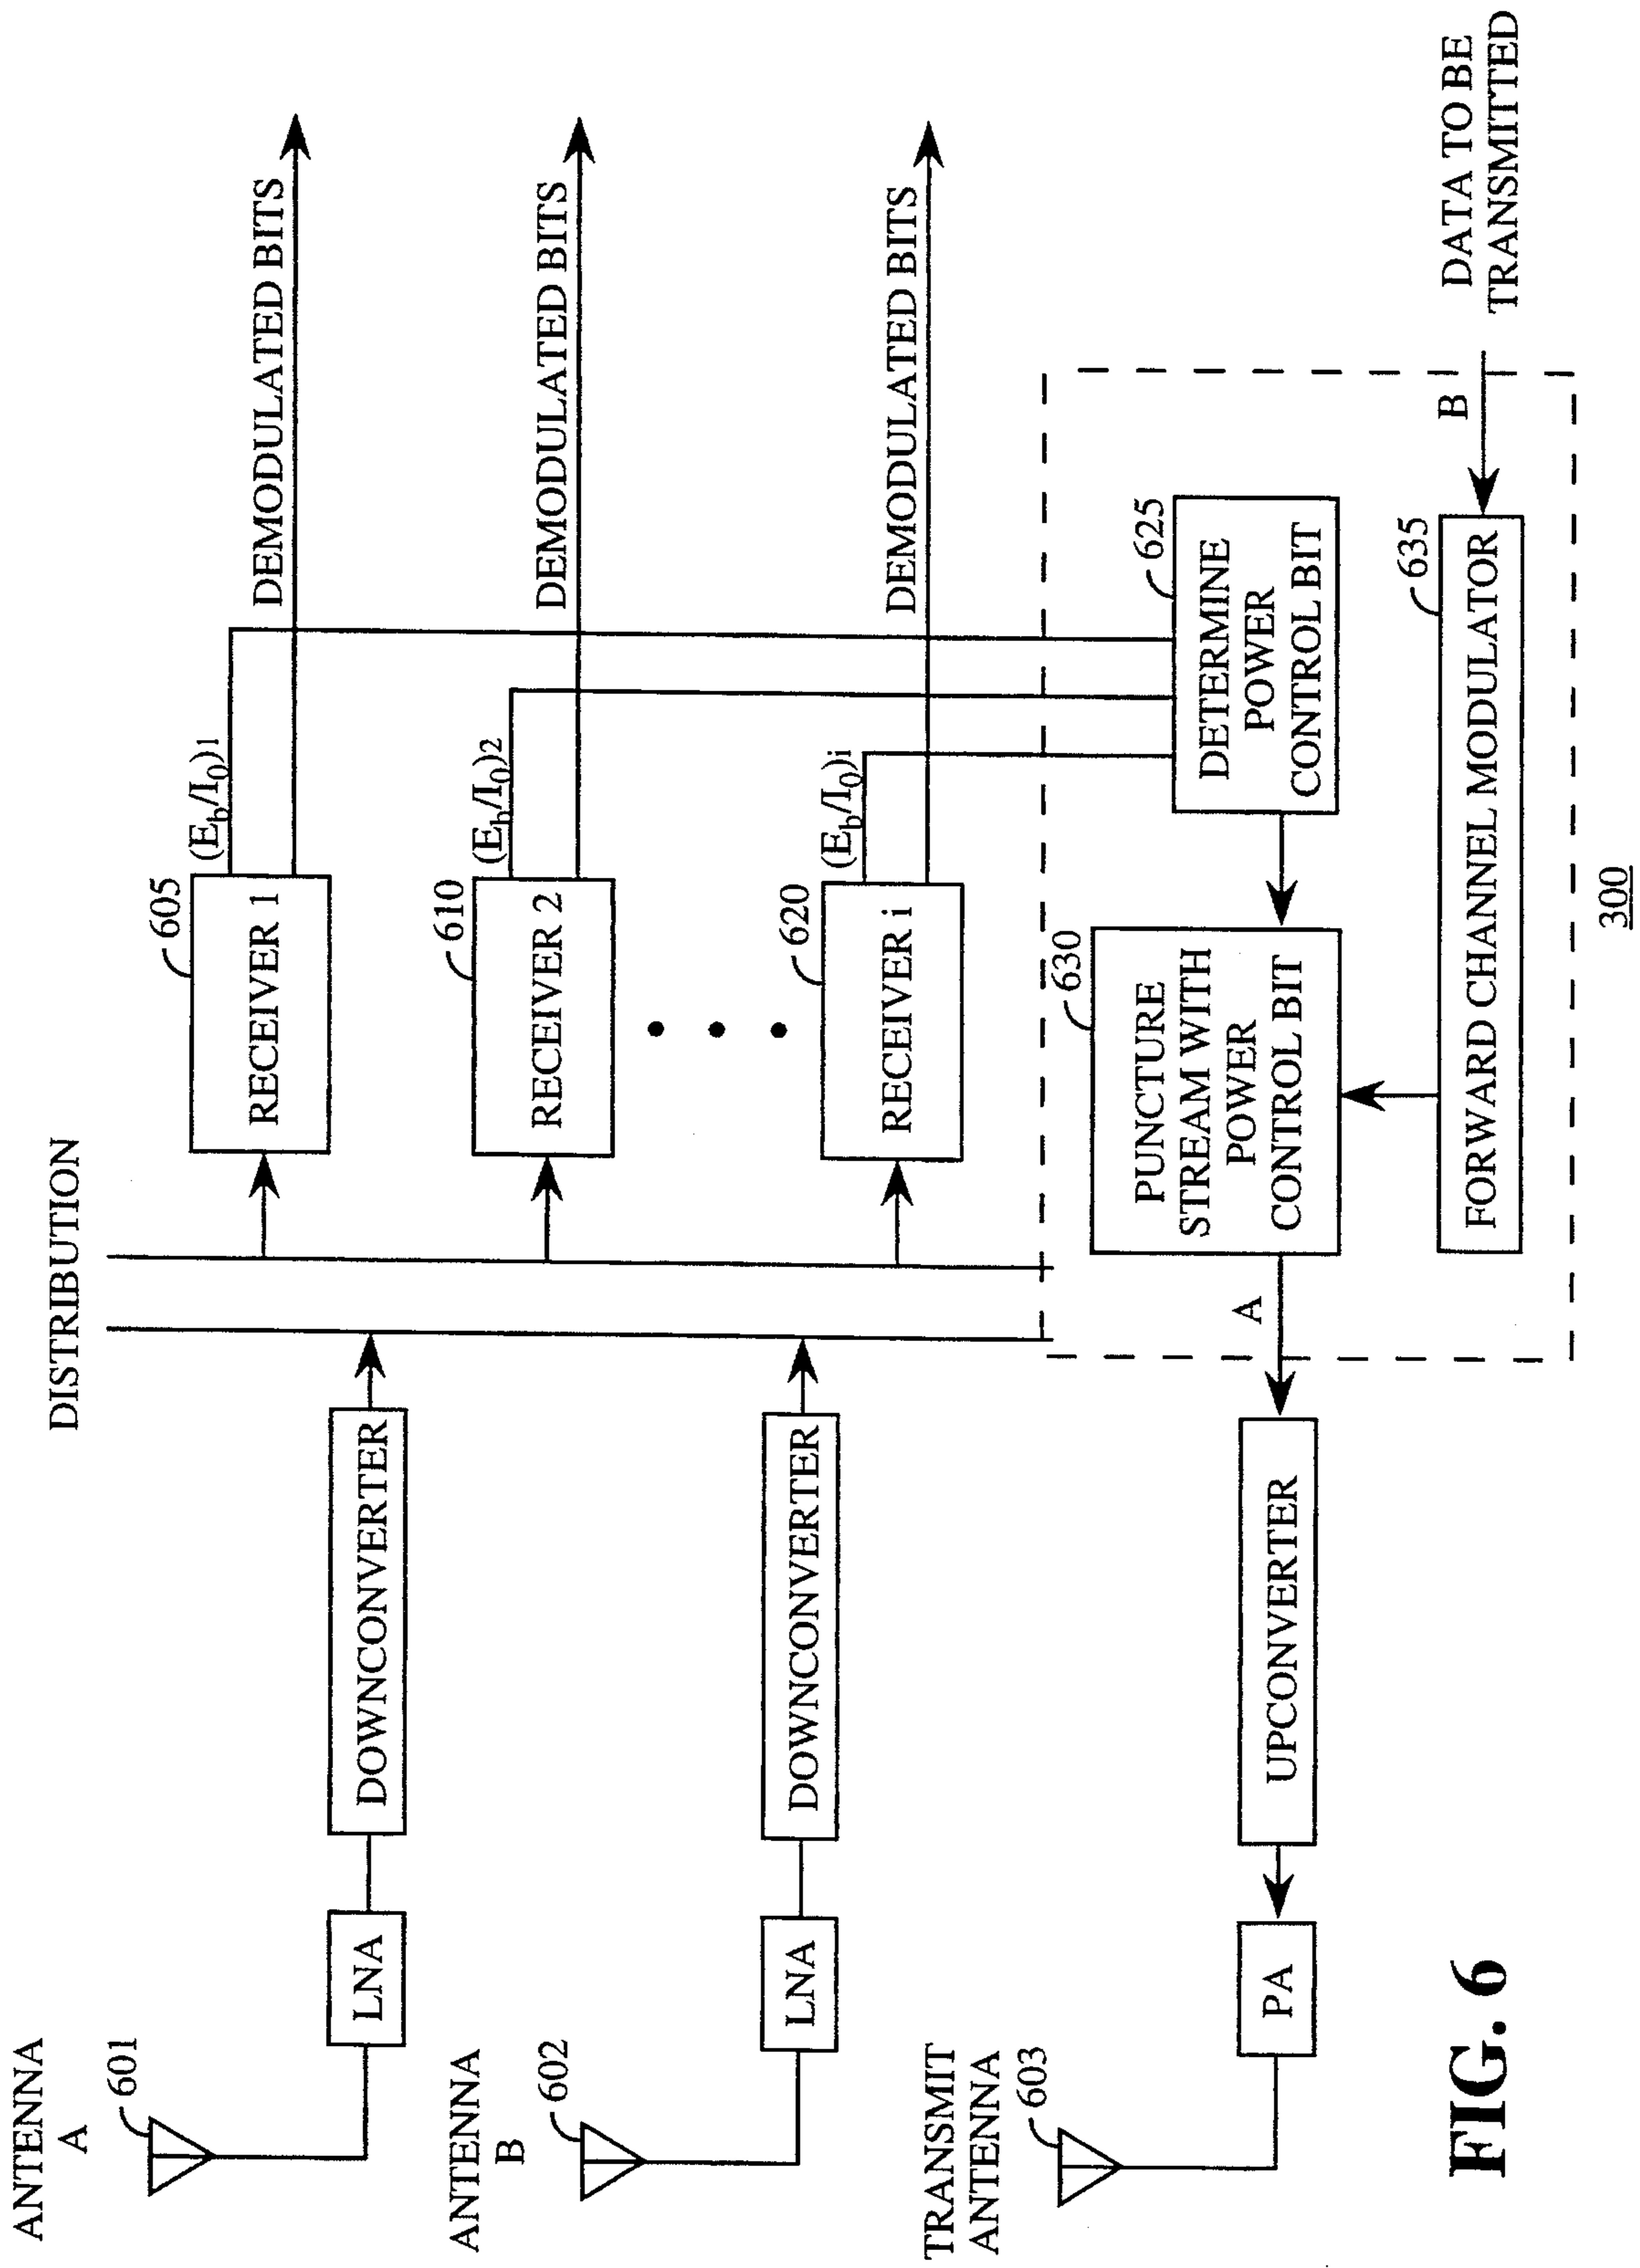 ANTENNA
A
601
LNA
DOWNCONVERTER
DISTRIBUTION
605
RECEIVER 1
(Eb/I0)1
DEMODULATED BITS
ANTENNA
B
602
LNA
DOWNCONVERTER
610
RECEIVER 2
(Eb/I0)2
DEMODULATED BITS
620
RECEIVER i
(Eb/I0)i
DEMODULATED BITS
TRANSMIT
ANTENNA
603
PA
UPCONVERTER
A
630
PUNCTURE
STREAM WITH
POWER
CONTROL BIT
625
DETERMINE
POWER
CONTROL BIT
635
FORWARD CHANNEL MODULATOR
B
DATA TO BE
TRANSMITTED
300
FIG. 6